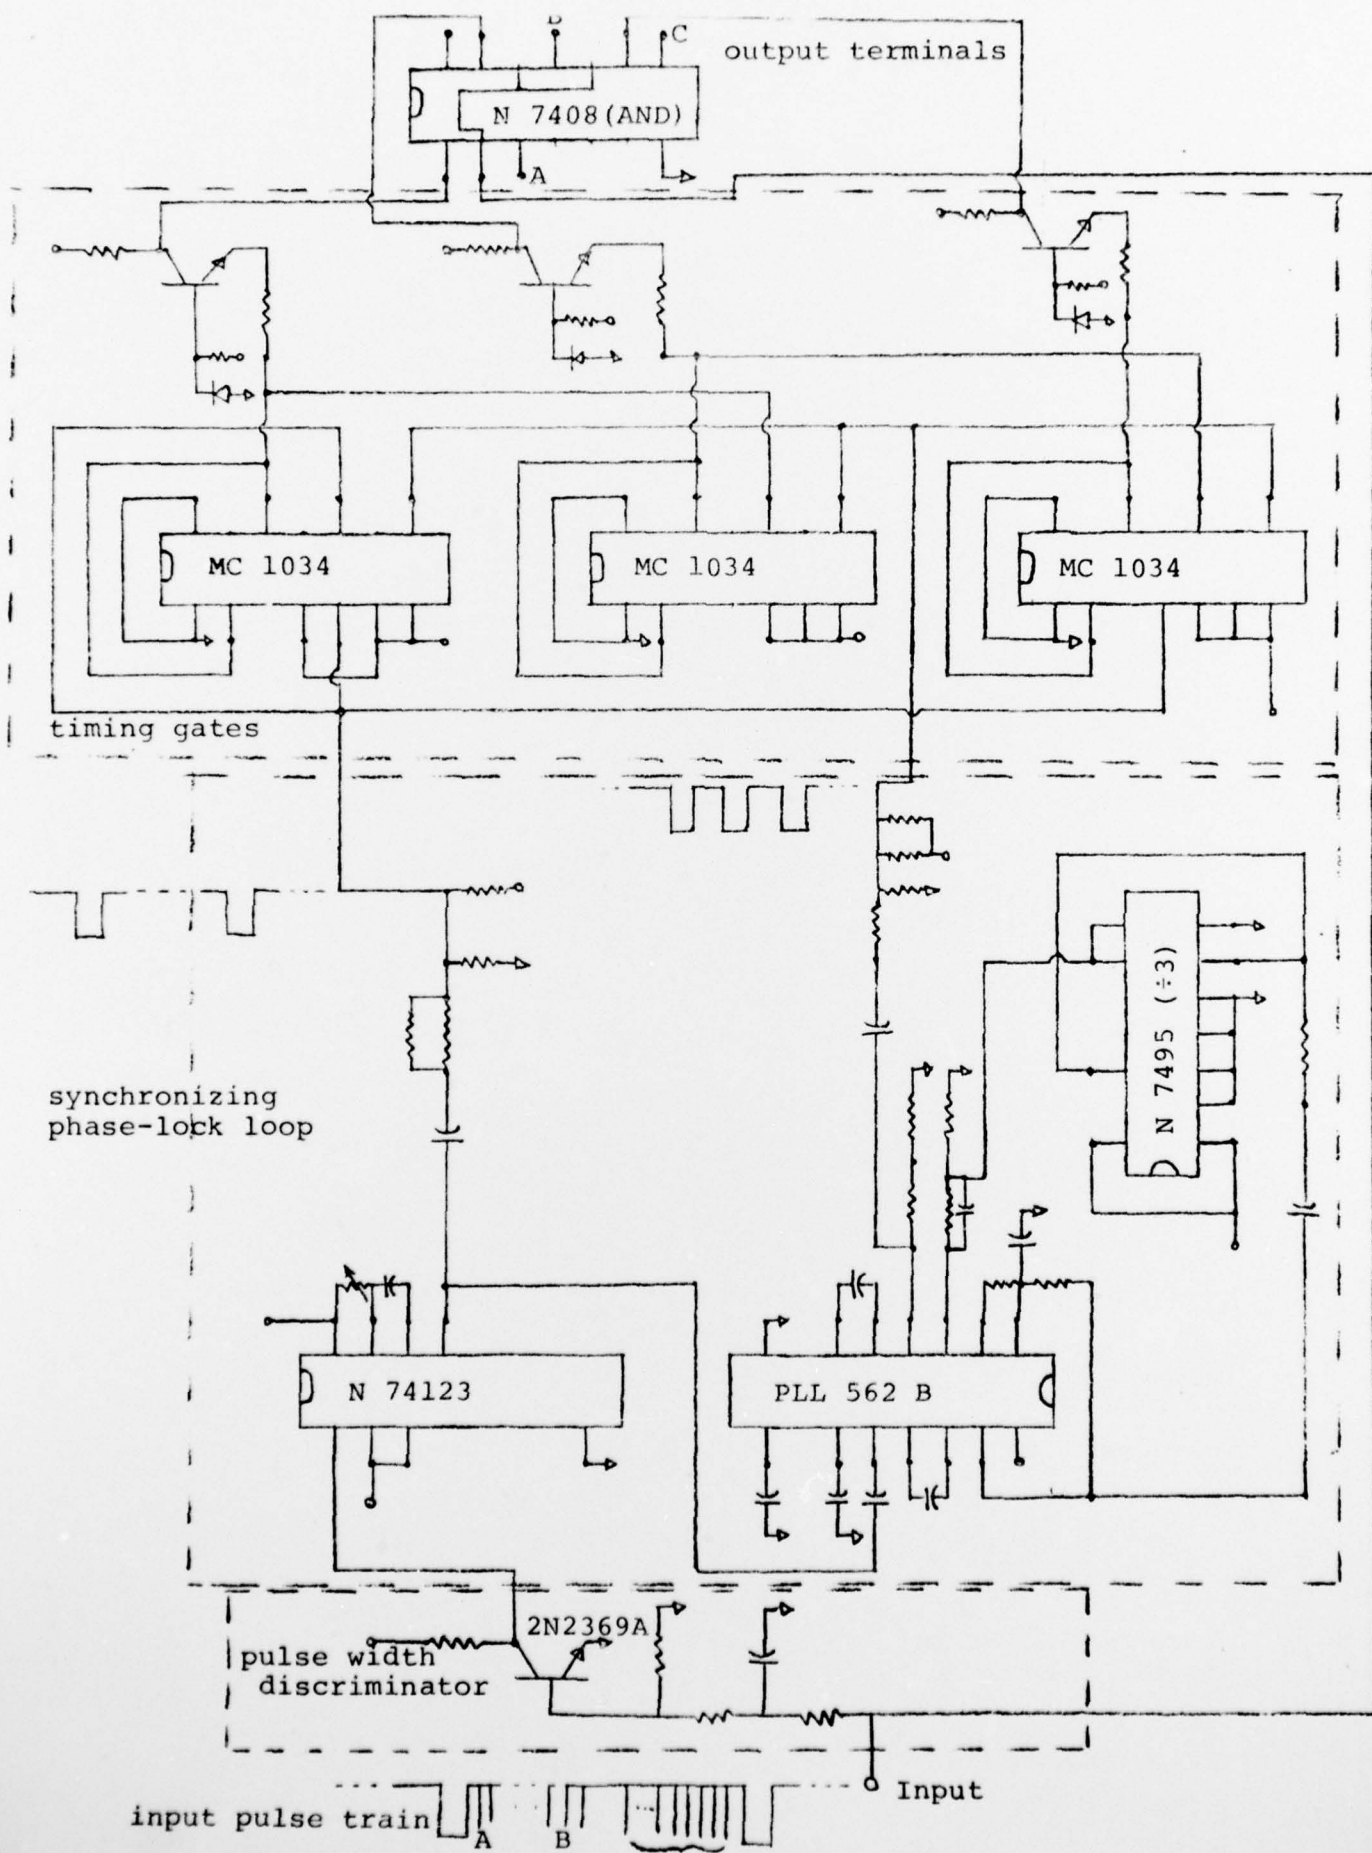 C
output terminals
N 7408(AND)
A
MC 1034
MC 1034
MC 1034
timing gates
N 7495 (÷3)
synchronizing
phase-lock loop
N 74123
PLL 562 B
2N2369A
pulse width
discriminator
Input
input pulse train
A
B